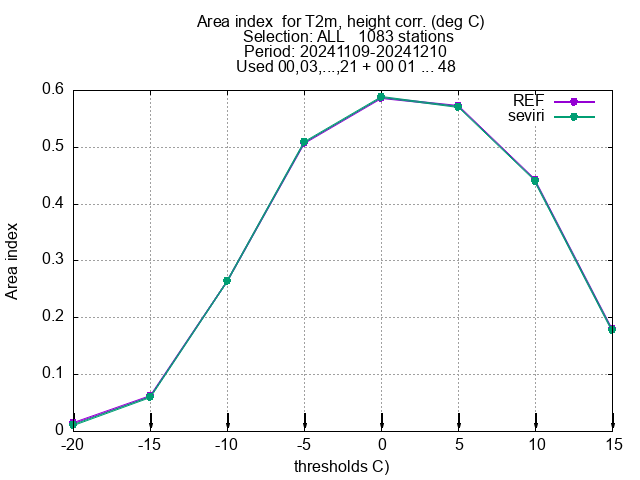 Area index  for T2m, height corr. (deg C)
Selection: ALL   1083 stations
Period: 20241109-20241210
Used 00,03,...,21 + 00 01 ... 48
REF
seviri
0.6
0.5
0.4
0.3
0.2
0.1
0
Area index
-20 -15 -10 -5 0 5 10 15
thresholds C)